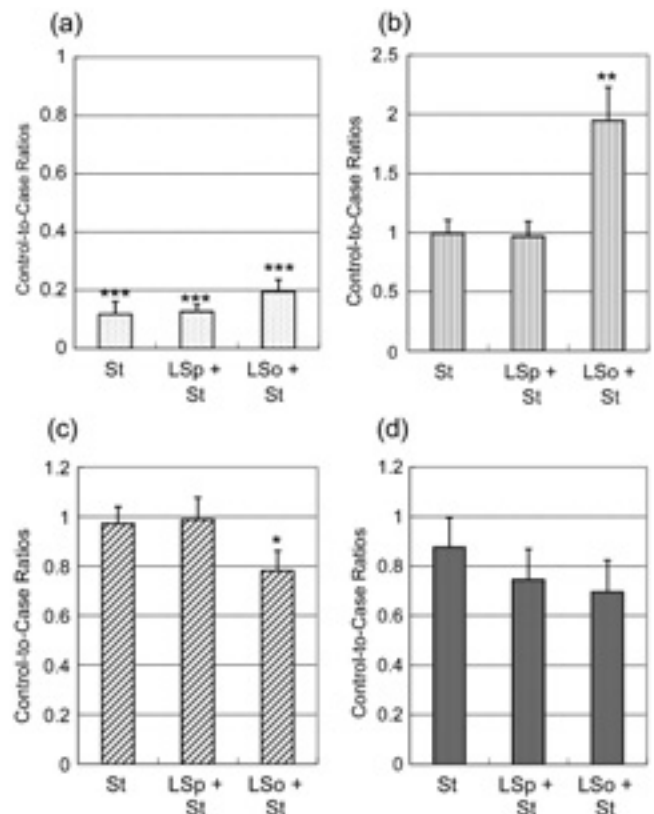 (a)
Control-to-Case Ratios
1
0.8
0.6
0.4
0.2
0
***
***
***
St
LSp + St
LSo + St
(b)
Control-to-Case Ratios
2.5
2
1.5
1
0.5
0
**
St
LSp + St
LSo + St
(c)
Control-to-Case Ratios
1.2
1
0.8
0.6
0.4
0.2
0
*
St
LSp + St
LSo + St
(d)
Control-to-Case Ratios
1.2
1
0.8
0.6
0.4
0.2
0
St
LSp + St
LSo + St